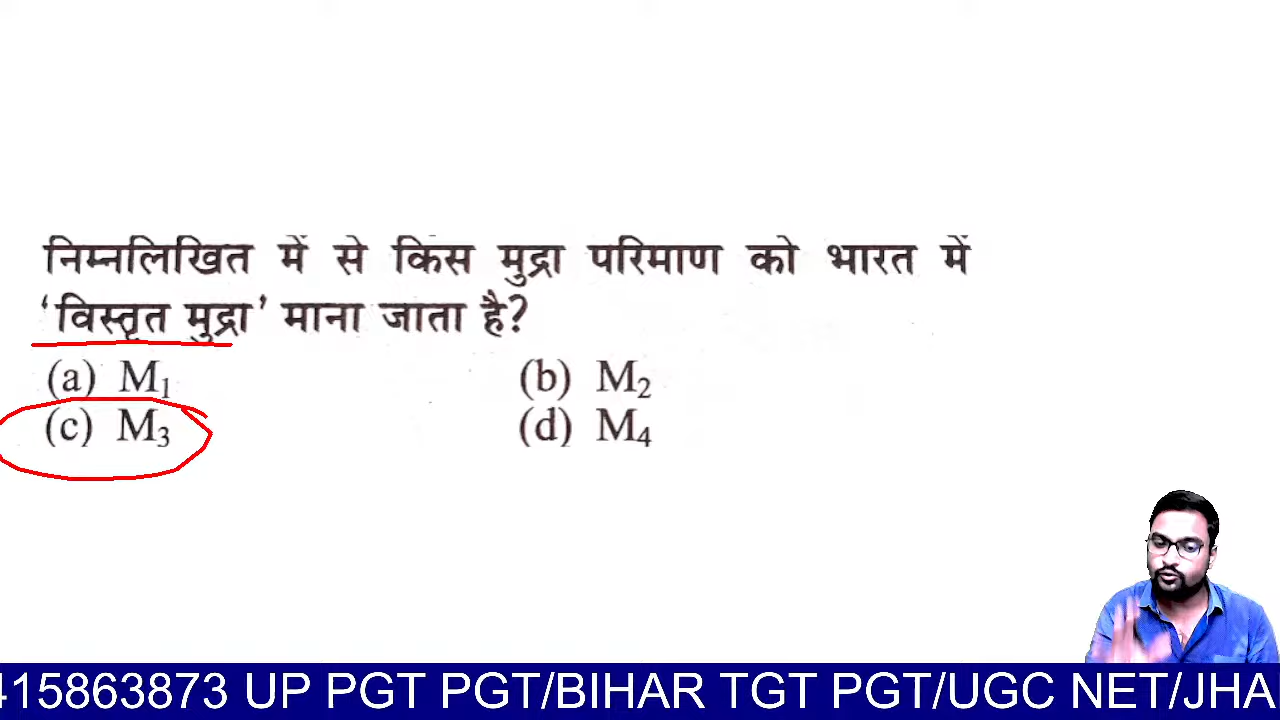 निम्नलिखित में से किस मुद्रा परिमाण को भारत में
‘विस्तृत मुद्रा’ माना जाता है?
(a) M₁ (b) M₂
(c) M₃ (d) M₄
415863873 UP PGT PGT/BIHAR TGT PGT/UGC NET/JHA